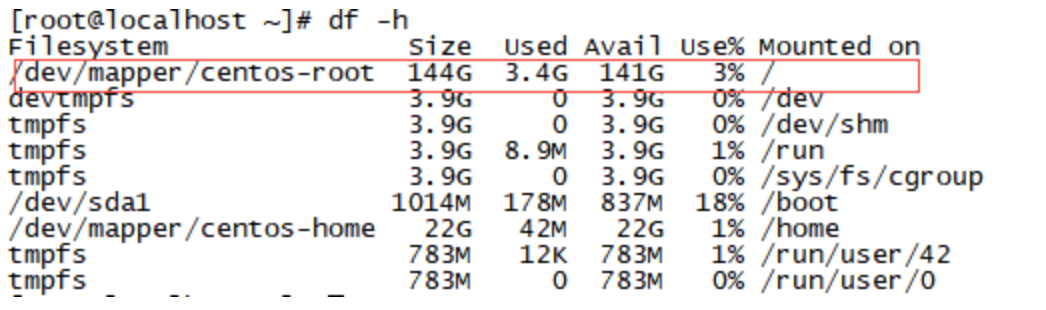 [root@localhost ~]# df -h
Filesystem Size Used Avail Use% Mounted on
/dev/mapper/centos-root 144G 3.4G 141G 3% /
devtmpfs 3.9G 0 3.9G 0% /dev
tmpfs 3.9G 0 3.9G 0% /dev/shm
tmpfs 3.9G 8.9M 3.9G 1% /run
tmpfs 3.9G 0 3.9G 0% /sys/fs/cgroup
/dev/sda1 1014M 178M 837M 18% /boot
/dev/mapper/centos-home 22G 42M 22G 1% /home
tmpfs 783M 12K 783M 1% /run/user/42
tmpfs 783M 0 783M 0% /run/user/0